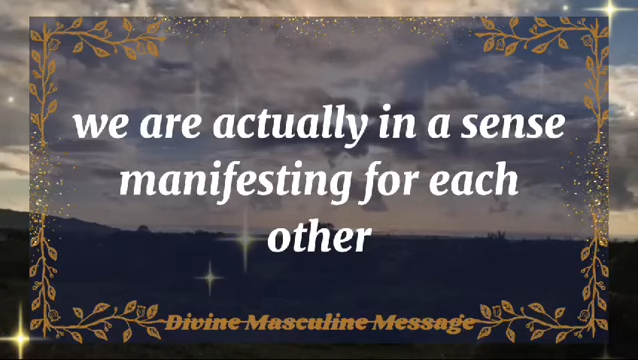 we are actually in a sense
manifesting for each
other
Divine Masculine Message